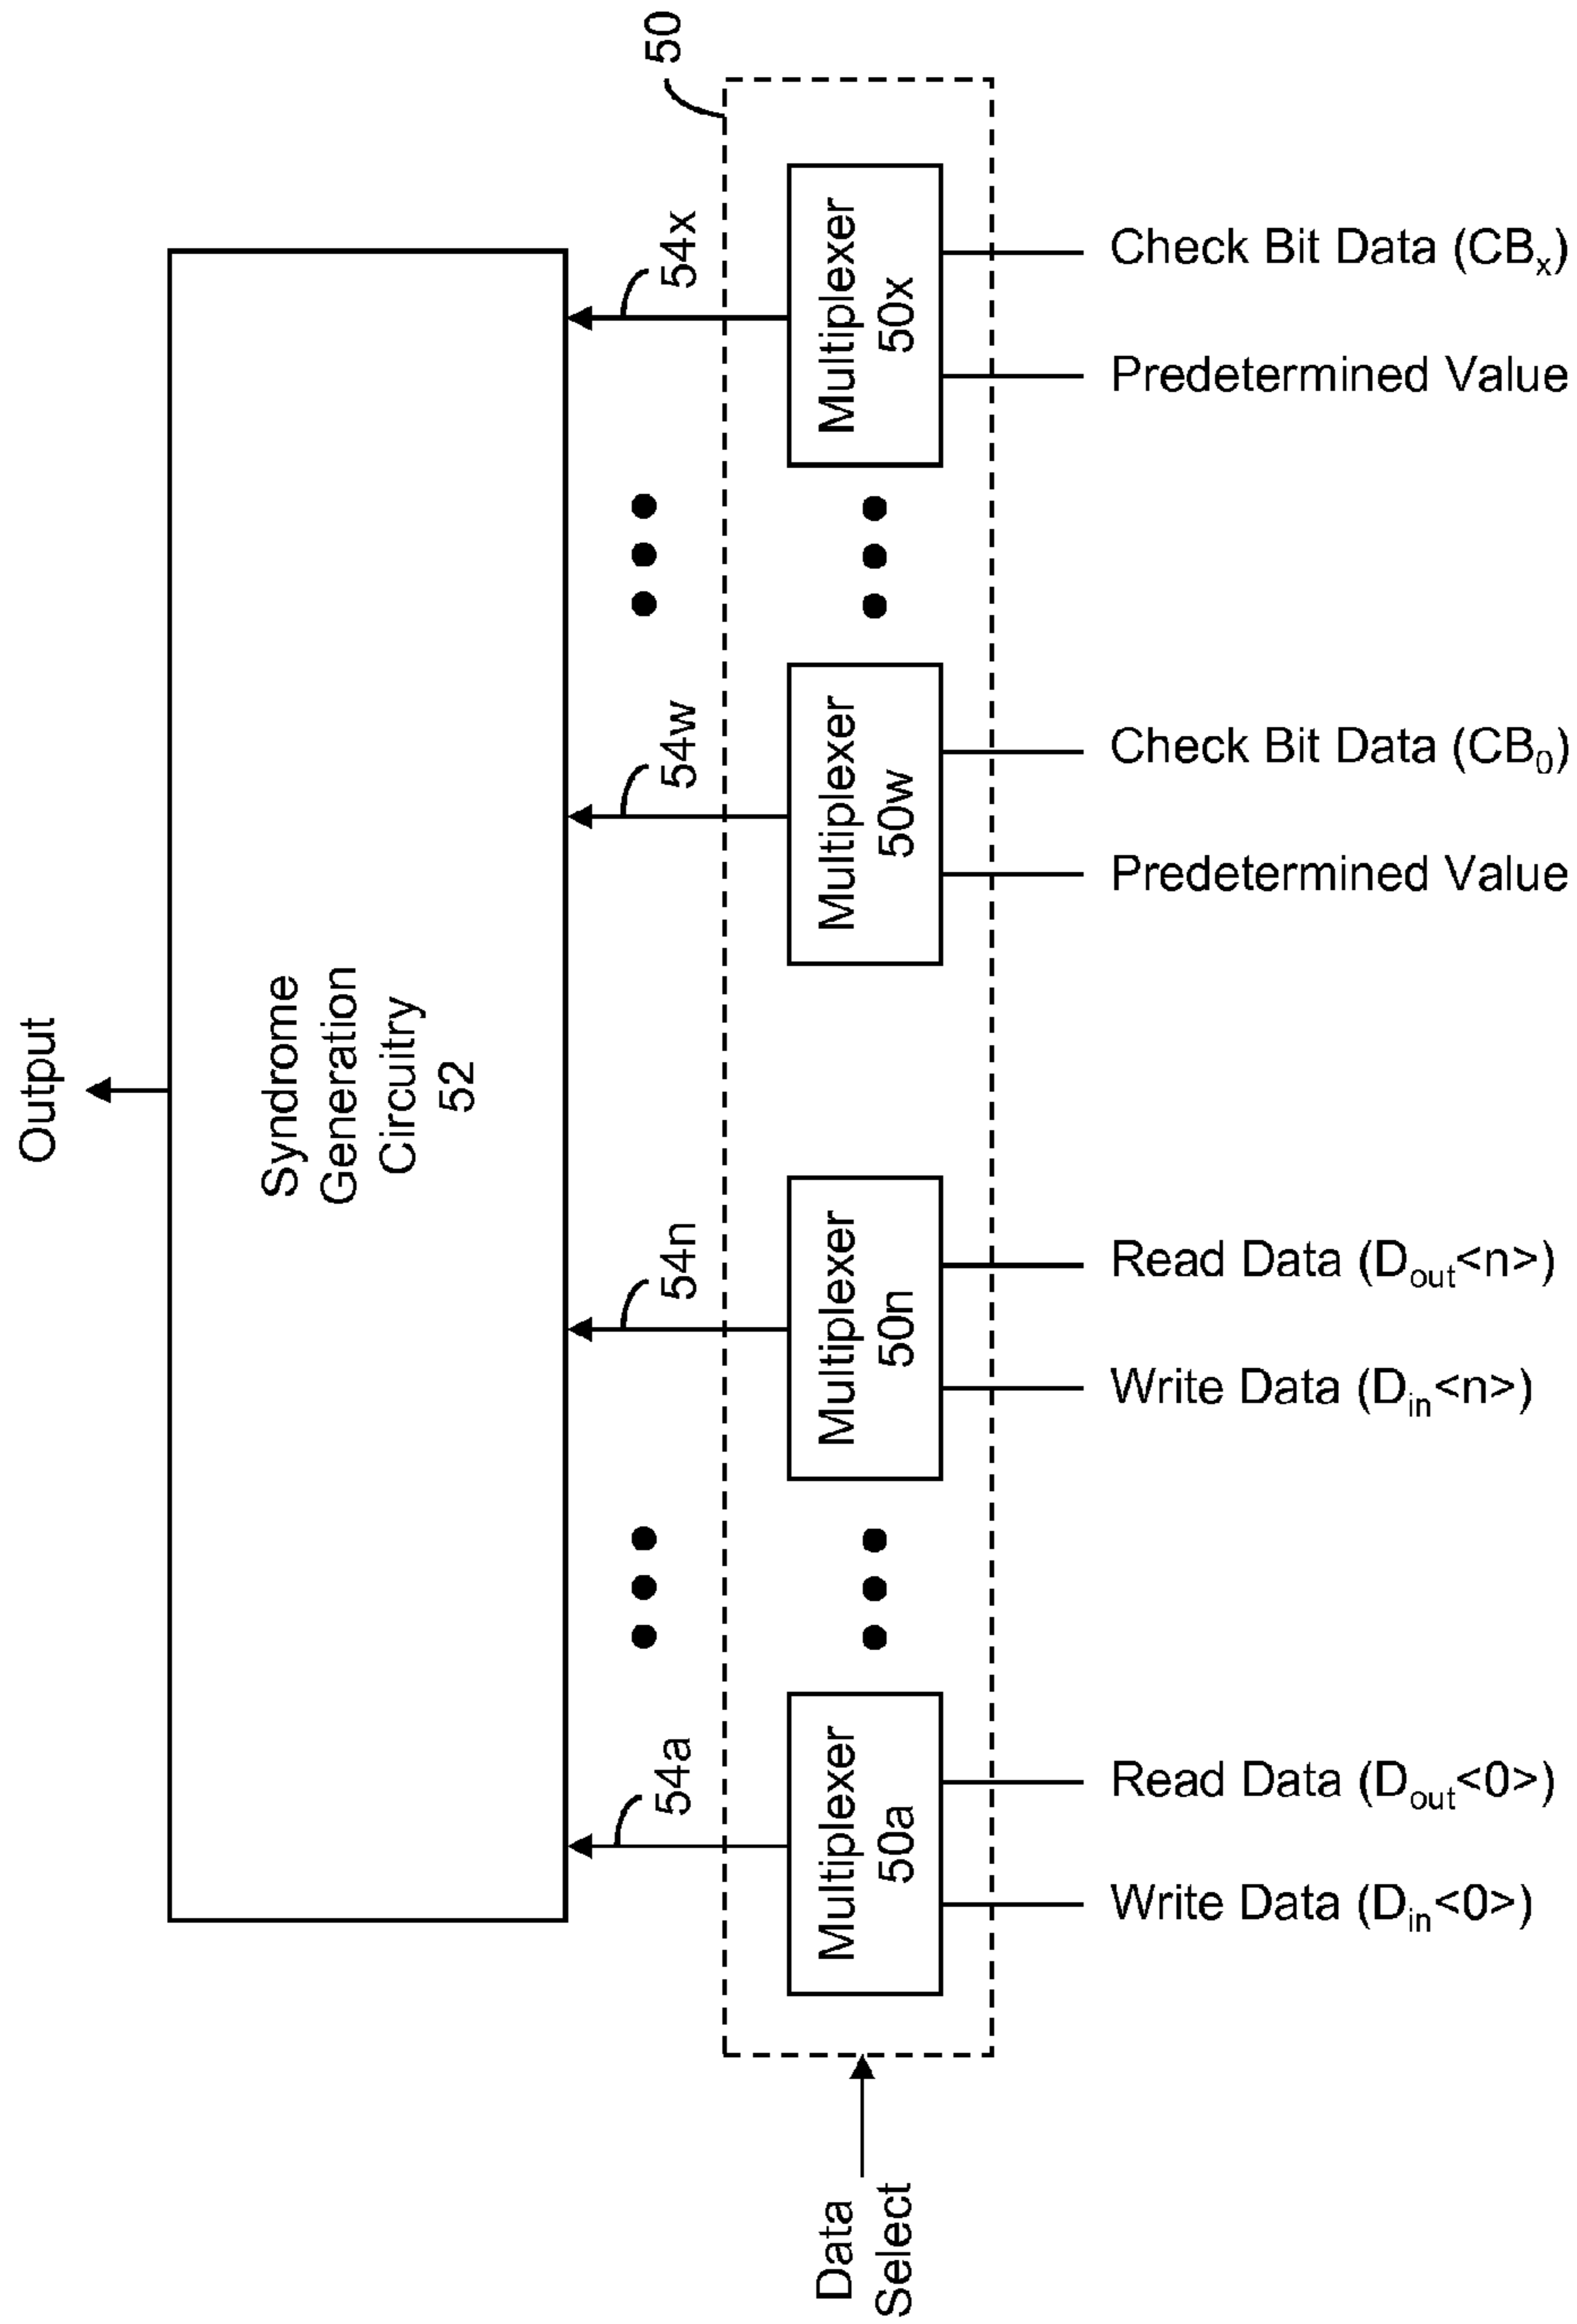 Output
Syndrome
Generation
Circuitry
52
50
54a
54n
54w
54x
Data
Select
Multiplexer
50a
Multiplexer
50n
Multiplexer
50w
Multiplexer
50x
Write Data (Din<0>)
Read Data (Dout<0>)
Write Data (Din<n>)
Read Data (Dout<n>)
Predetermined Value
Check Bit Data (CB0)
Predetermined Value
Check Bit Data (CBx)